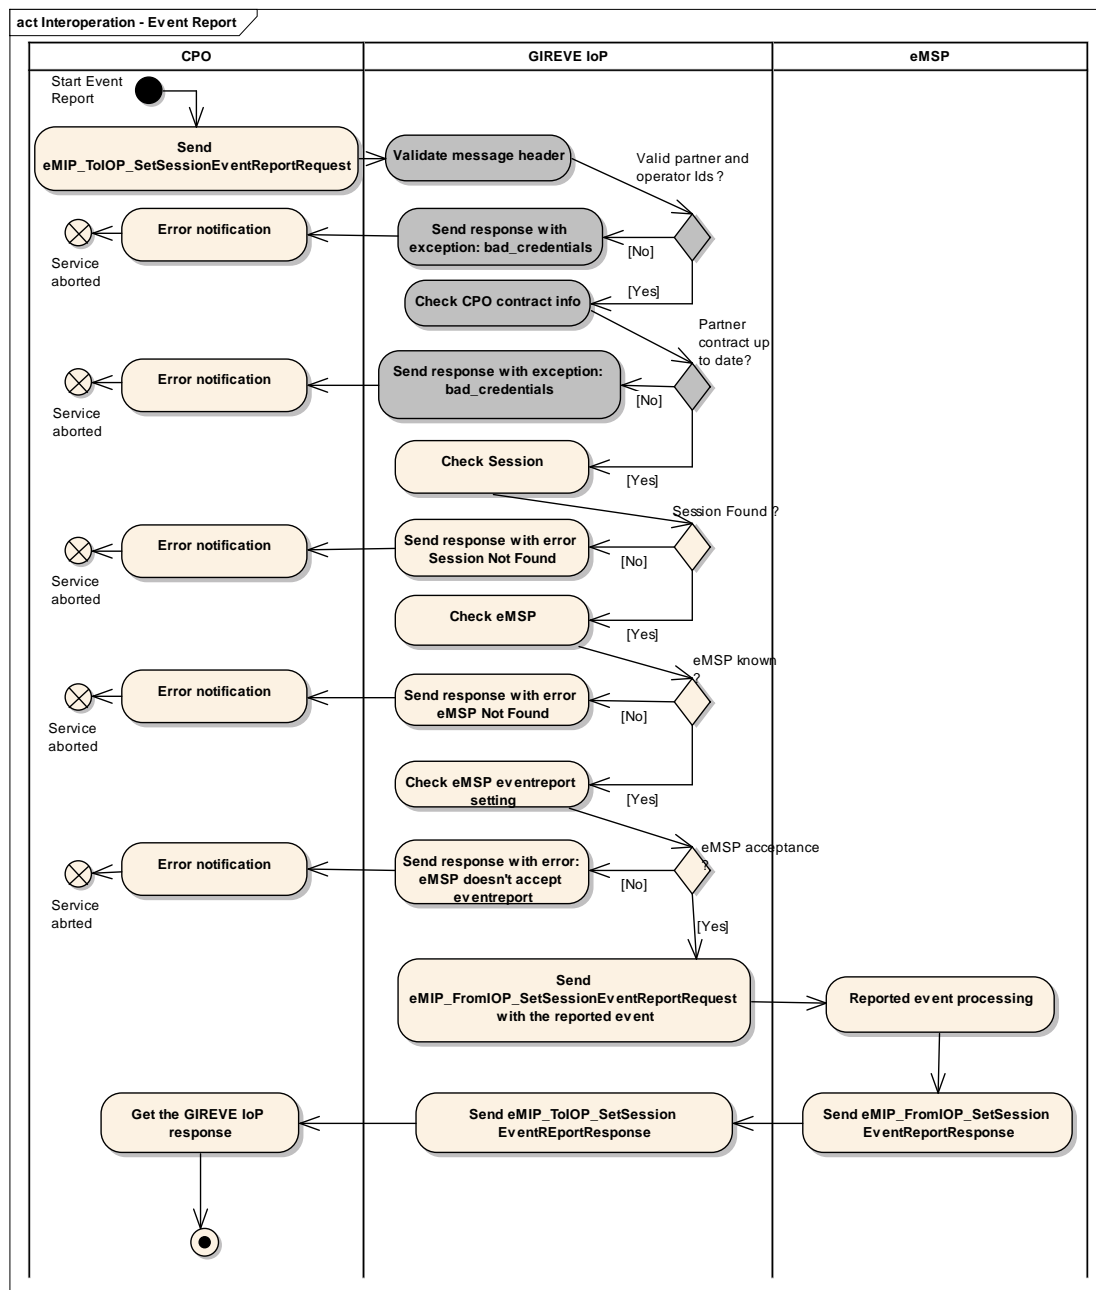 act Interoperation - Event Report
CPO
GIREVE IoP
eMSP
Start Event
Report
Send
eMIP_ToIOP_SetSessionEventReportRequest
Validate message header
Valid partner and
operator Ids ?
Error notification
Send response with
exception: bad_credentials
[No]
Service
aborted
[Yes]
Check CPO contract info
Partner
contract up
to date?
Error notification
Send response with exception:
bad_credentials
[No]
Service
aborted
Check Session
[Yes]
Session Found ?
Error notification
Send response with error
Session Not Found
[No]
Service
aborted
Check eMSP
[Yes]
eMSP known
?
Error notification
Send response with error
eMSP Not Found
[No]
Service
aborted
Check eMSP eventreport
setting
[Yes]
eMSP acceptance
?
Error notification
Send response with error:
eMSP doesn't accept
eventreport
[No]
Service
abrted
[Yes]
Send
eMIP_FromIOP_SetSessionEventReportRequest
with the reported event
Reported event processing
Get the GIREVE IoP
response
Send eMIP_ToIOP_SetSession
EventREportResponse
Send eMIP_FromIOP_SetSession
EventReportResponse